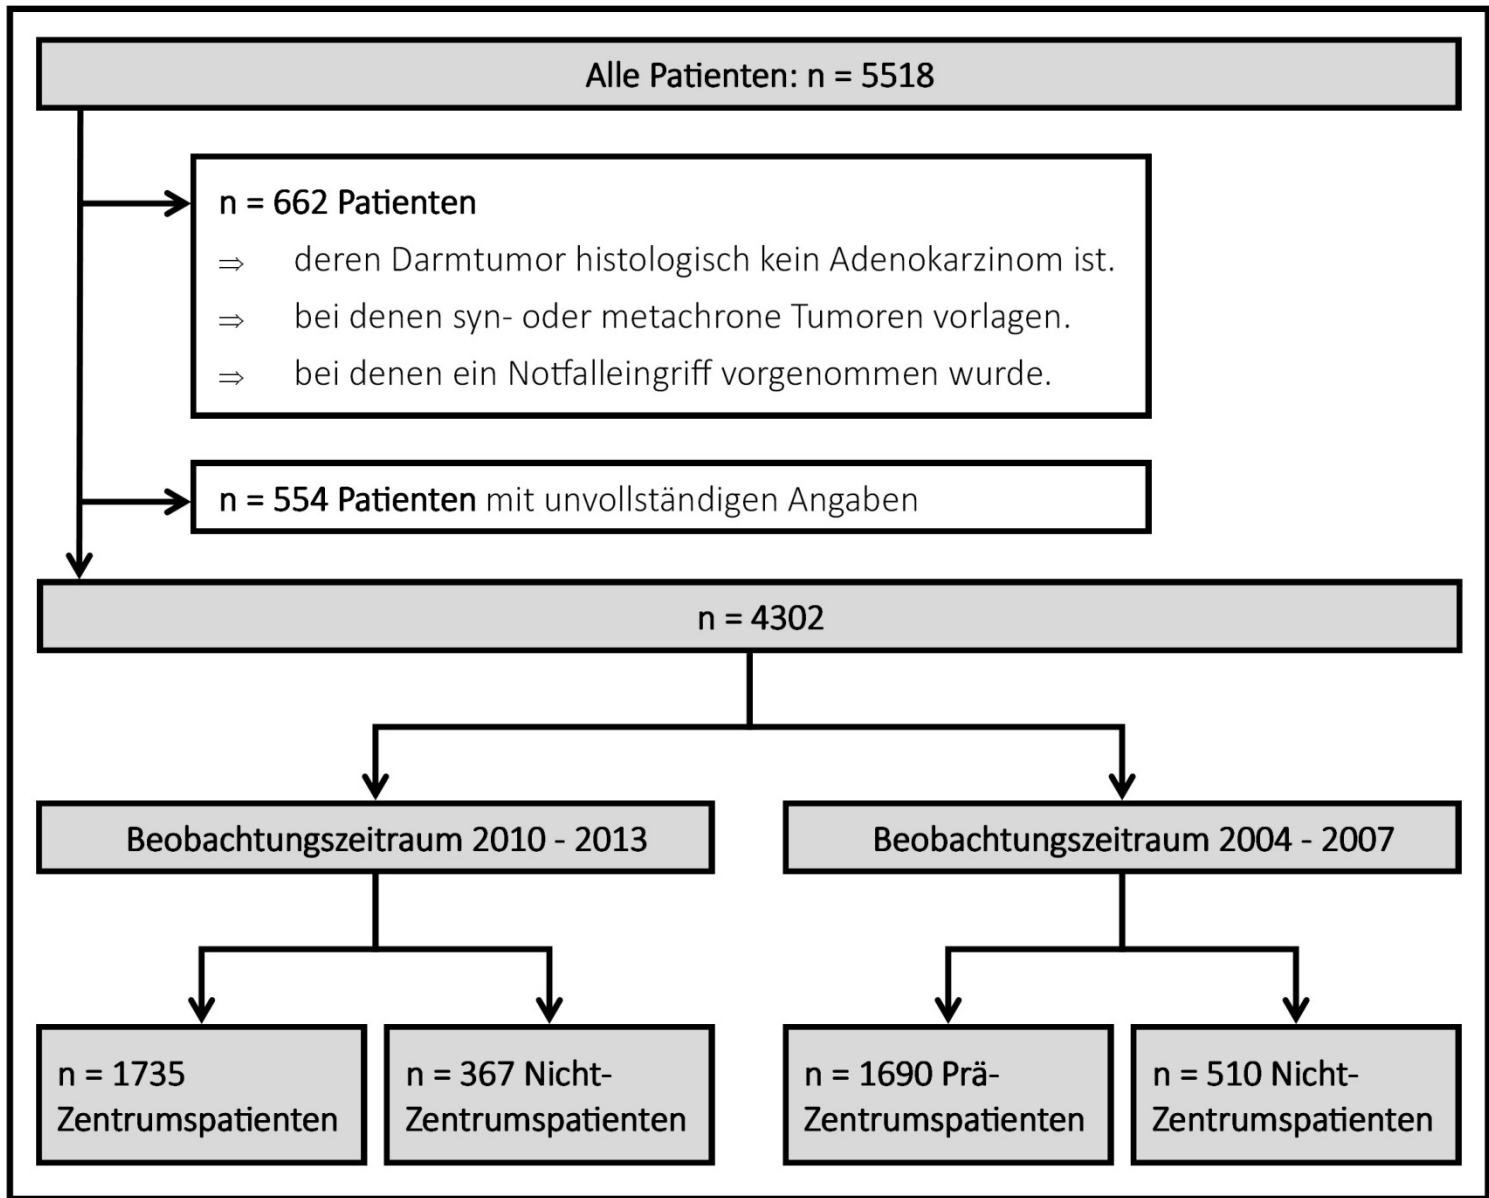 Alle Patienten: n = 5518
n = 662 Patienten
⇒ deren Darmtumor histologisch kein Adenokarzinom ist.
⇒ bei denen syn- oder metachrone Tumoren vorlagen.
⇒ bei denen ein Notfalleingriff vorgenommen wurde.
n = 554 Patienten mit unvollständigen Angaben
n = 4302
Beobachtungszeitraum 2010 - 2013
Beobachtungszeitraum 2004 - 2007
n = 1735
Zentrumspatienten
n = 367 Nicht-
Zentrumspatienten
n = 1690 Prä-
Zentrumspatienten
n = 510 Nicht-
Zentrumspatienten